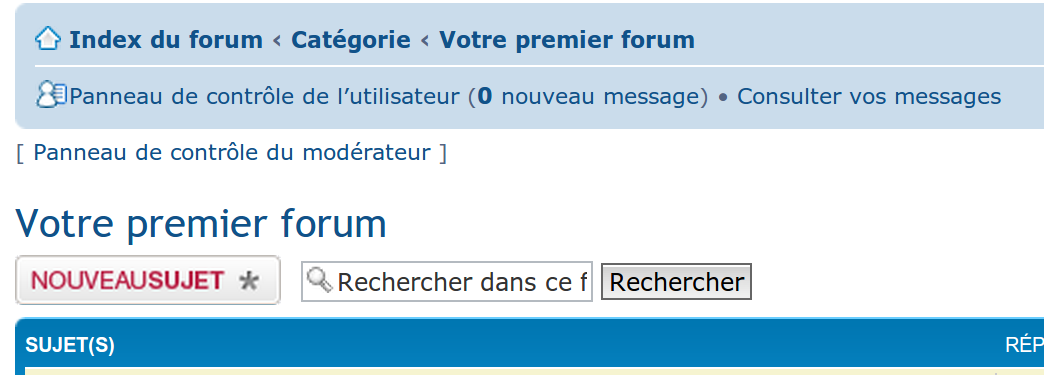 Index du forum ‹ Catégorie ‹ Votre premier forum
Panneau de contrôle de l’utilisateur (0 nouveau message) • Consulter vos messages
[ Panneau de contrôle du modérateur ]
Votre premier forum
NOUVEAUSUJET * Rechercher dans ce f Rechercher
SUJET(S) RÉP